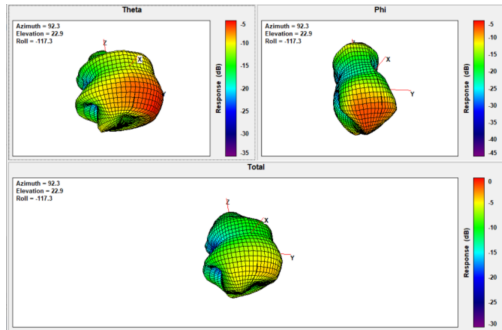 Theta
Azimuth = 92.3
Elevation = 22.9
Roll = -117.3
Z
X
Y
Response (dB)
-5
-10
-15
-20
-25
-30
-35
Phi
Azimuth = 92.3
Elevation = 22.9
Roll = -117.3
Z
X
Y
Response (dB)
-5
-10
-15
-20
-25
-30
-35
-40
-45
Total
Azimuth = 92.3
Elevation = 22.9
Roll = -117.3
Z
X
Y
Response (dB)
0
-5
-10
-15
-20
-25
-30